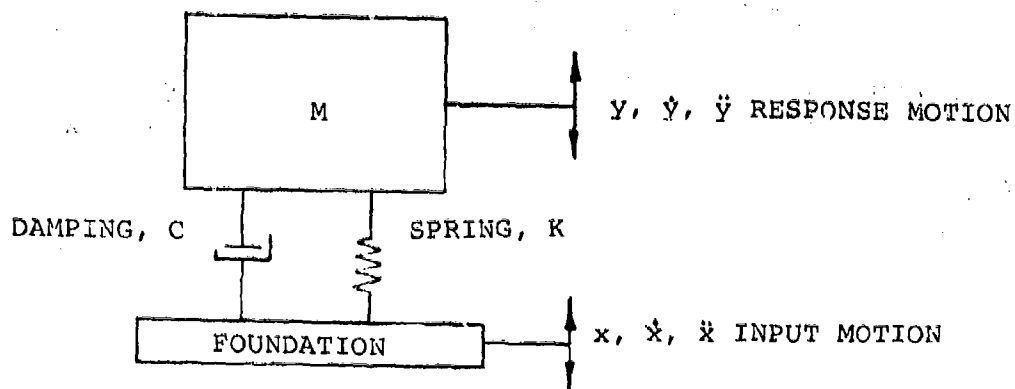 M
y, ẏ, ÿ RESPONSE MOTION
DAMPING, C
SPRING, K
x, ẋ, ẍ INPUT MOTION
FOUNDATION